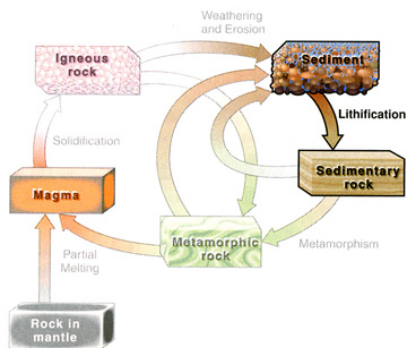 Weathering
and Erosion
Igneous
rock
Sediment
Lithification
Solidification
Sedimentary
rock
Magma
Metamorphic
rock
Metamorphism
Partial
Melting
Rock in
mantle